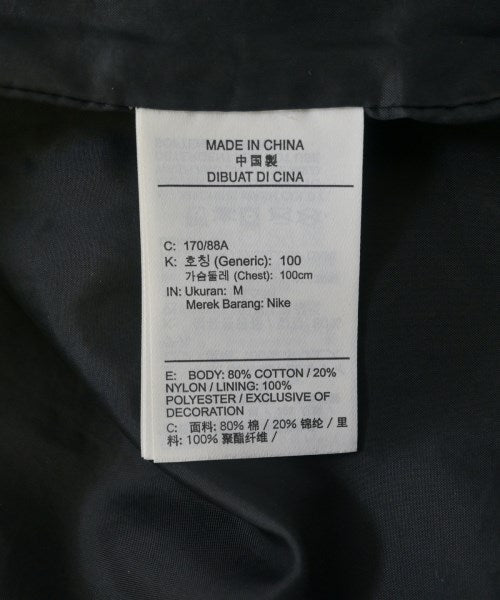 MADE IN CHINA
中国製
DIBUAT DI CINA
C: 170/88A
K: 호칭 (Generic): 100
가슴둘레 (Chest): 100cm
IN: Ukuran: M
Merek Barang: Nike
E: BODY: 80% COTTON / 20%
NYLON / LINING: 100%
POLYESTER / EXCLUSIVE OF
DECORATION
C: 面料: 80% 棉 / 20% 锦纶 / 里
料: 100% 聚酯纤维 /